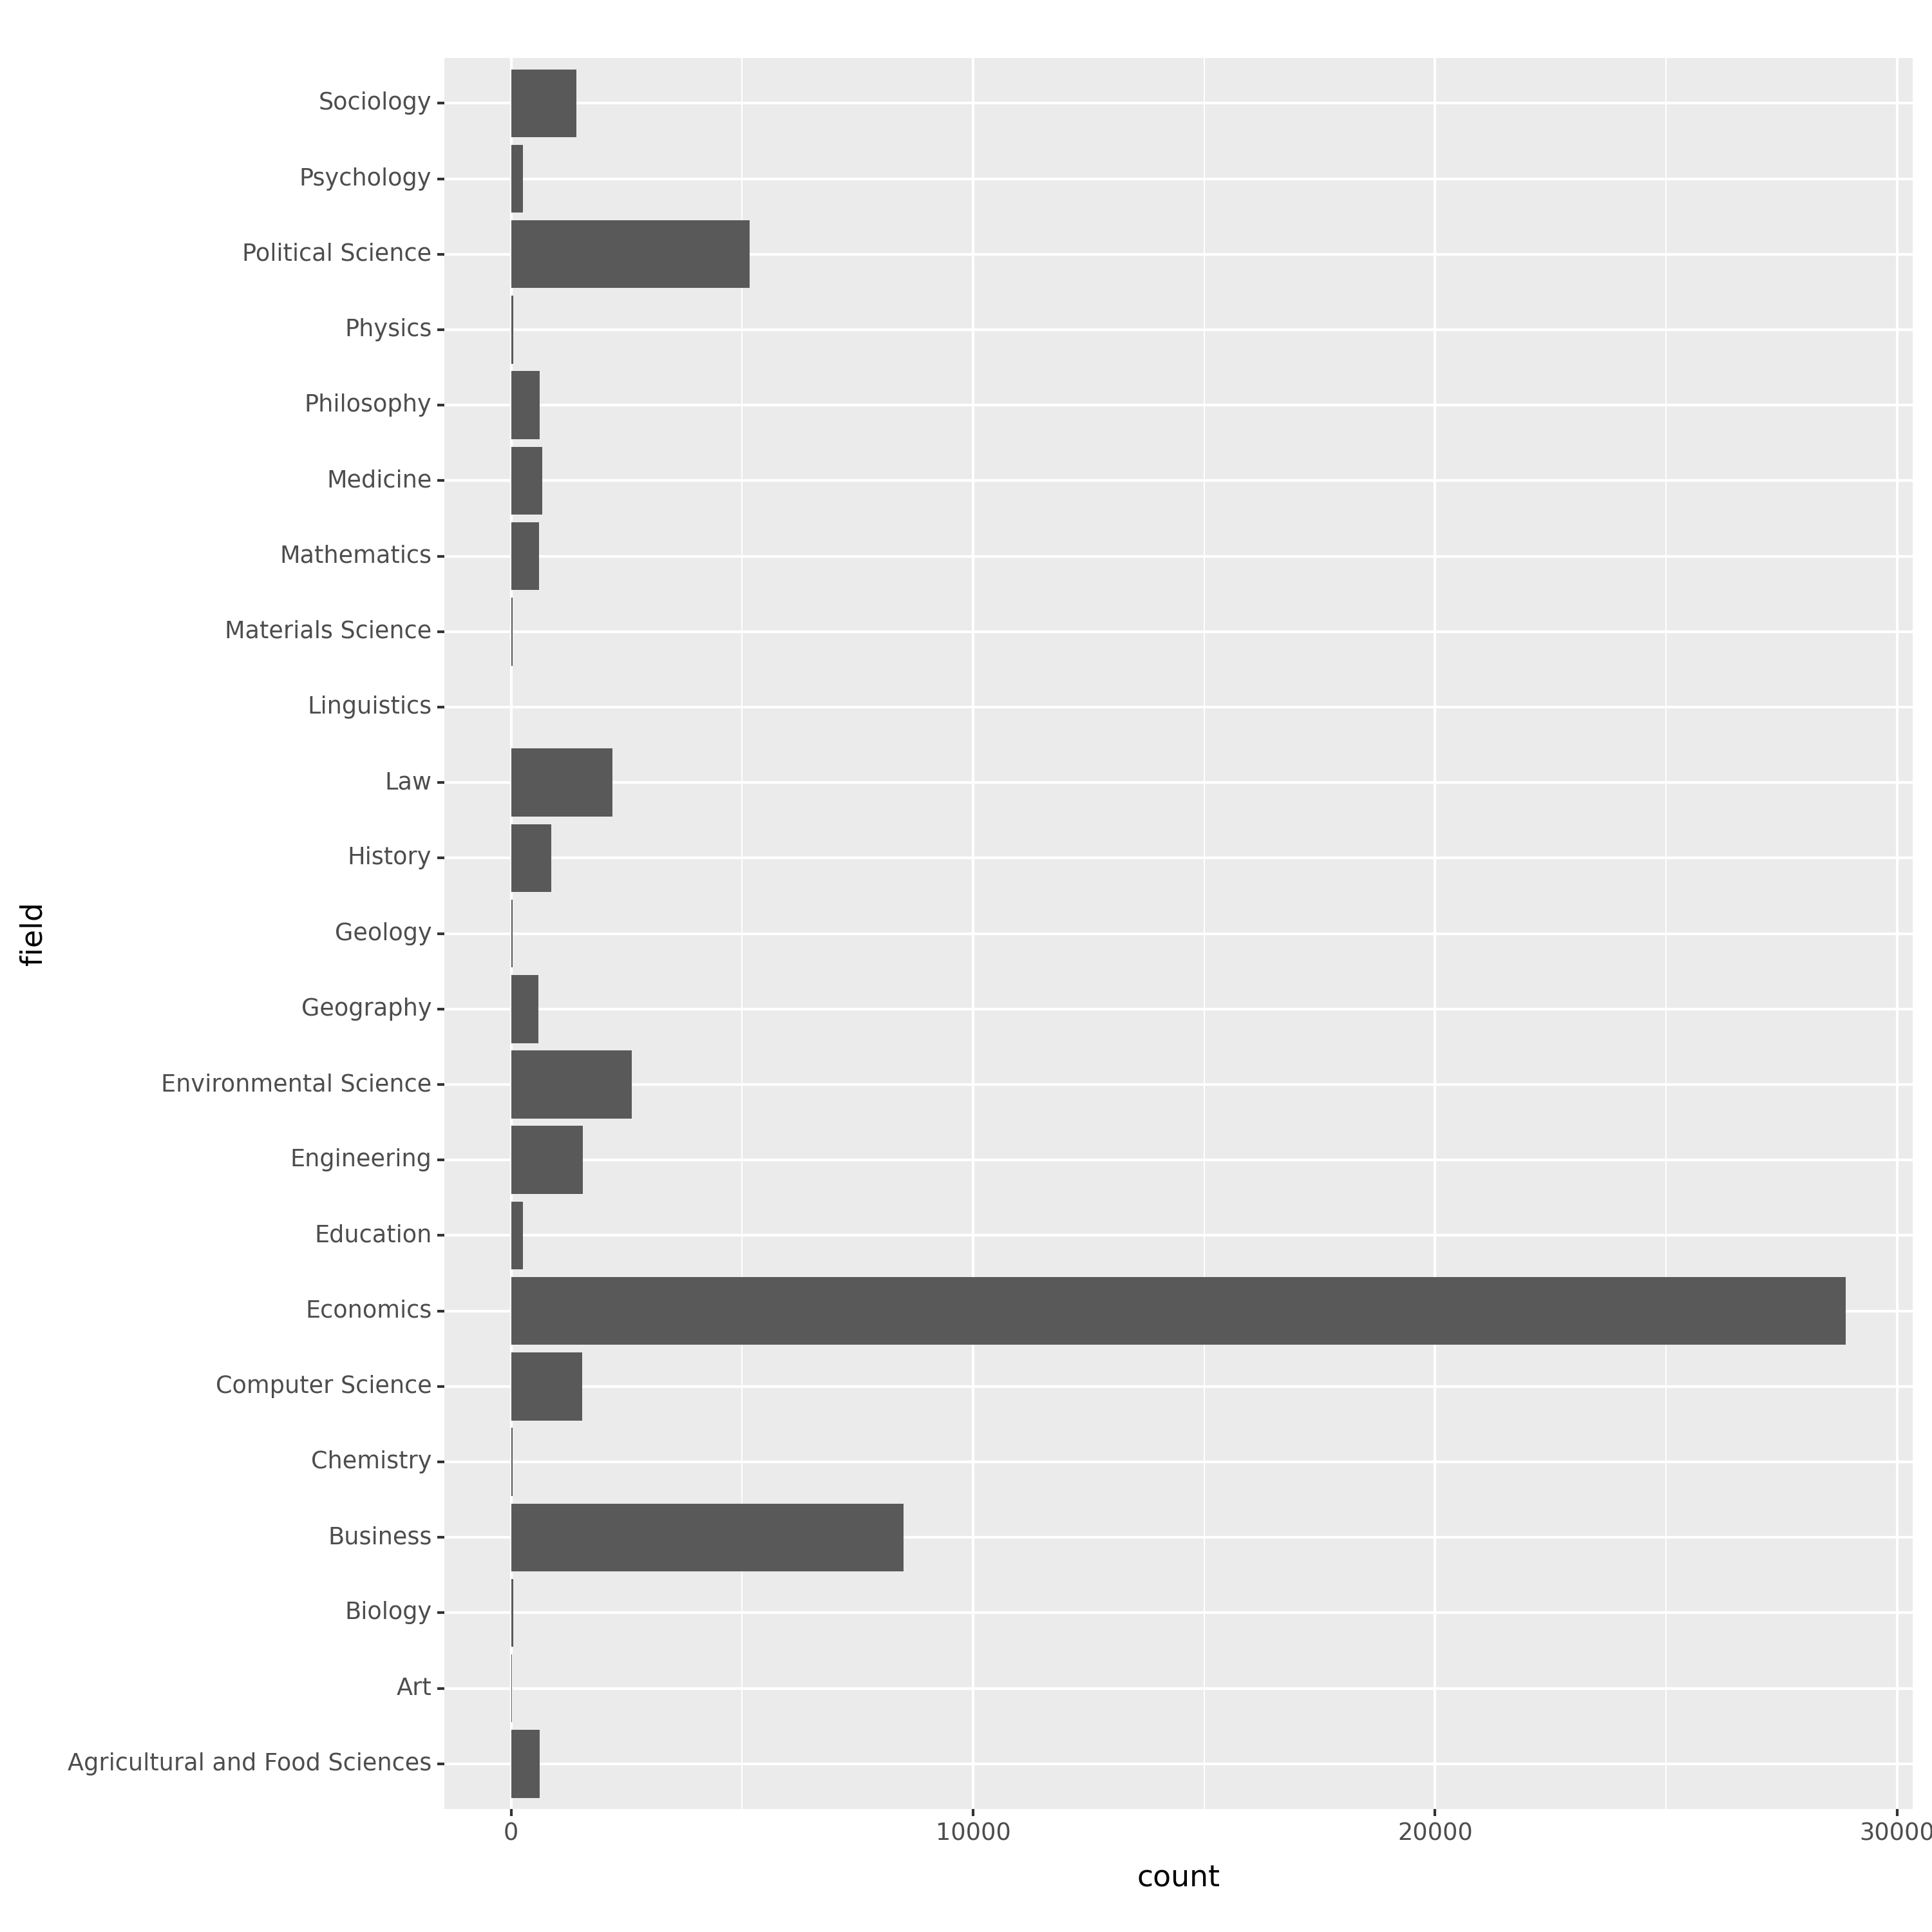 Sociology
Psychology
Political Science
Physics
Philosophy
Medicine
Mathematics
Materials Science
Linguistics
Law
History
Geology
Geography
Environmental Science
Engineering
Education
Economics
Computer Science
Chemistry
Business
Biology
Art
Agricultural and Food Sciences
field
0 10000 20000 30000
count